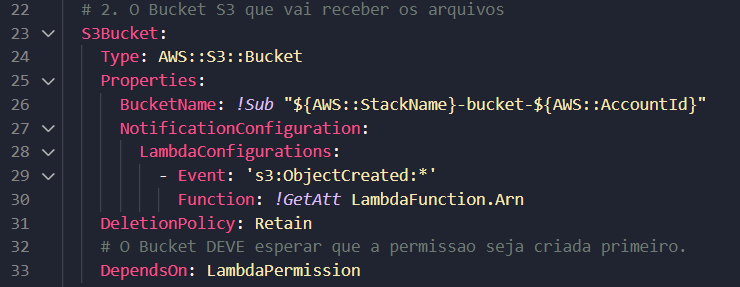 22 # 2. O Bucket S3 que vai receber os arquivos
23 S3Bucket:
24 Type: AWS::S3::Bucket
25 Properties:
26 BucketName: !Sub "${AWS::StackName}-bucket-${AWS::AccountId}"
27 NotificationConfiguration:
28 LambdaConfigurations:
29 - Event: 's3:ObjectCreated:*'
30 Function: !GetAtt LambdaFunction.Arn
31 DeletionPolicy: Retain
32 # O Bucket DEVE esperar que a permissao seja criada primeiro.
33 DependsOn: LambdaPermission